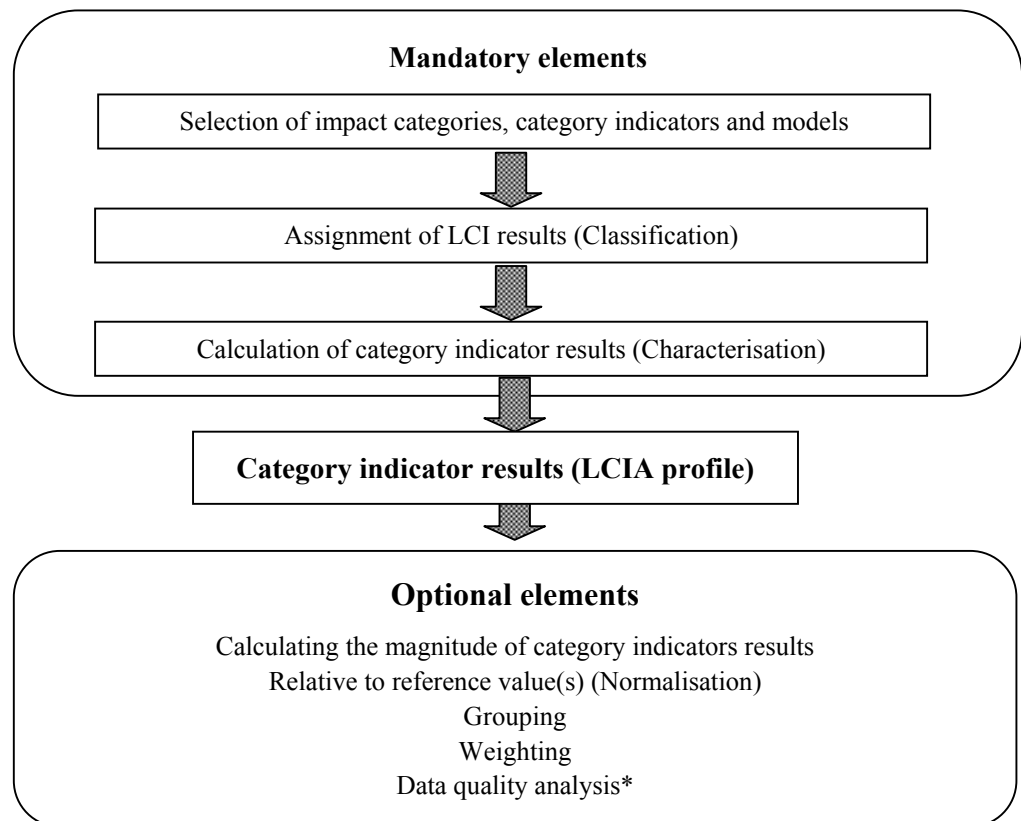 Mandatory elements
Selection of impact categories, category indicators and models
Assignment of LCI results (Classification)
Calculation of category indicator results (Characterisation)
Category indicator results (LCIA profile)
Optional elements
Calculating the magnitude of category indicators results
Relative to reference value(s) (Normalisation)
Grouping
Weighting
Data quality analysis*